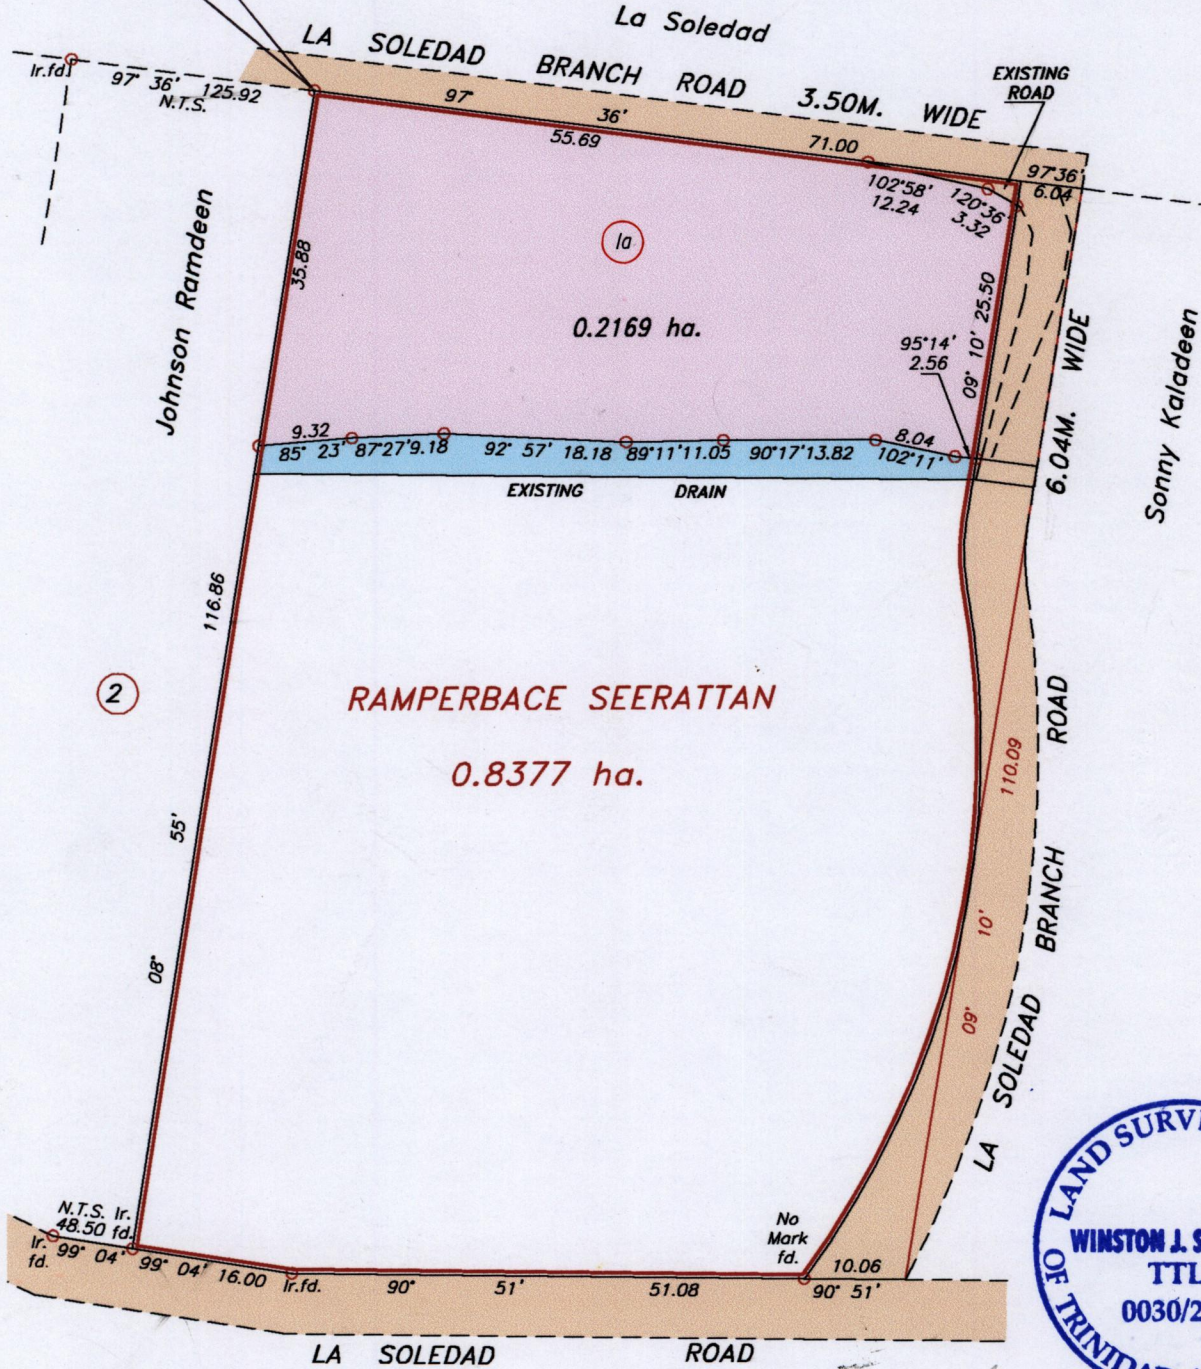 La Soledad
LA SOLEDAD BRANCH ROAD 3.50M. WIDE
EXISTING
ROAD
Ir.fd.
97° 36' 125.92
N.T.S.
97° 36'
55.69
71.00
97°36'
6.04
102°58'
12.24
120°36'
3.32
Johnson Ramdeen
35.88
1a
0.2169 ha.
09° 10' 25.50
95°14'
2.56
6.04M. WIDE
Sonny Kaladeen
9.32
85° 23'
87°27'
9.18
92° 57' 18.18
89°11'
11.05
90°17'
13.82
8.04
102°11'
EXISTING DRAIN
116.86
2
RAMPERBACE SEERATTAN
0.8377 ha.
55'
08°
110.09
10'
09°
LA SOLEDAD BRANCH ROAD
N.T.S. Ir.
48.50 fd.
Ir.
fd.
99° 04'
99° 04' 16.00
Ir.fd.
90° 51' 51.08
No
Mark
fd.
10.06
90° 51'
LA SOLEDAD ROAD
LAND SURV
WINSTON J. S
TTL
0030/2
OF TRINIDAD